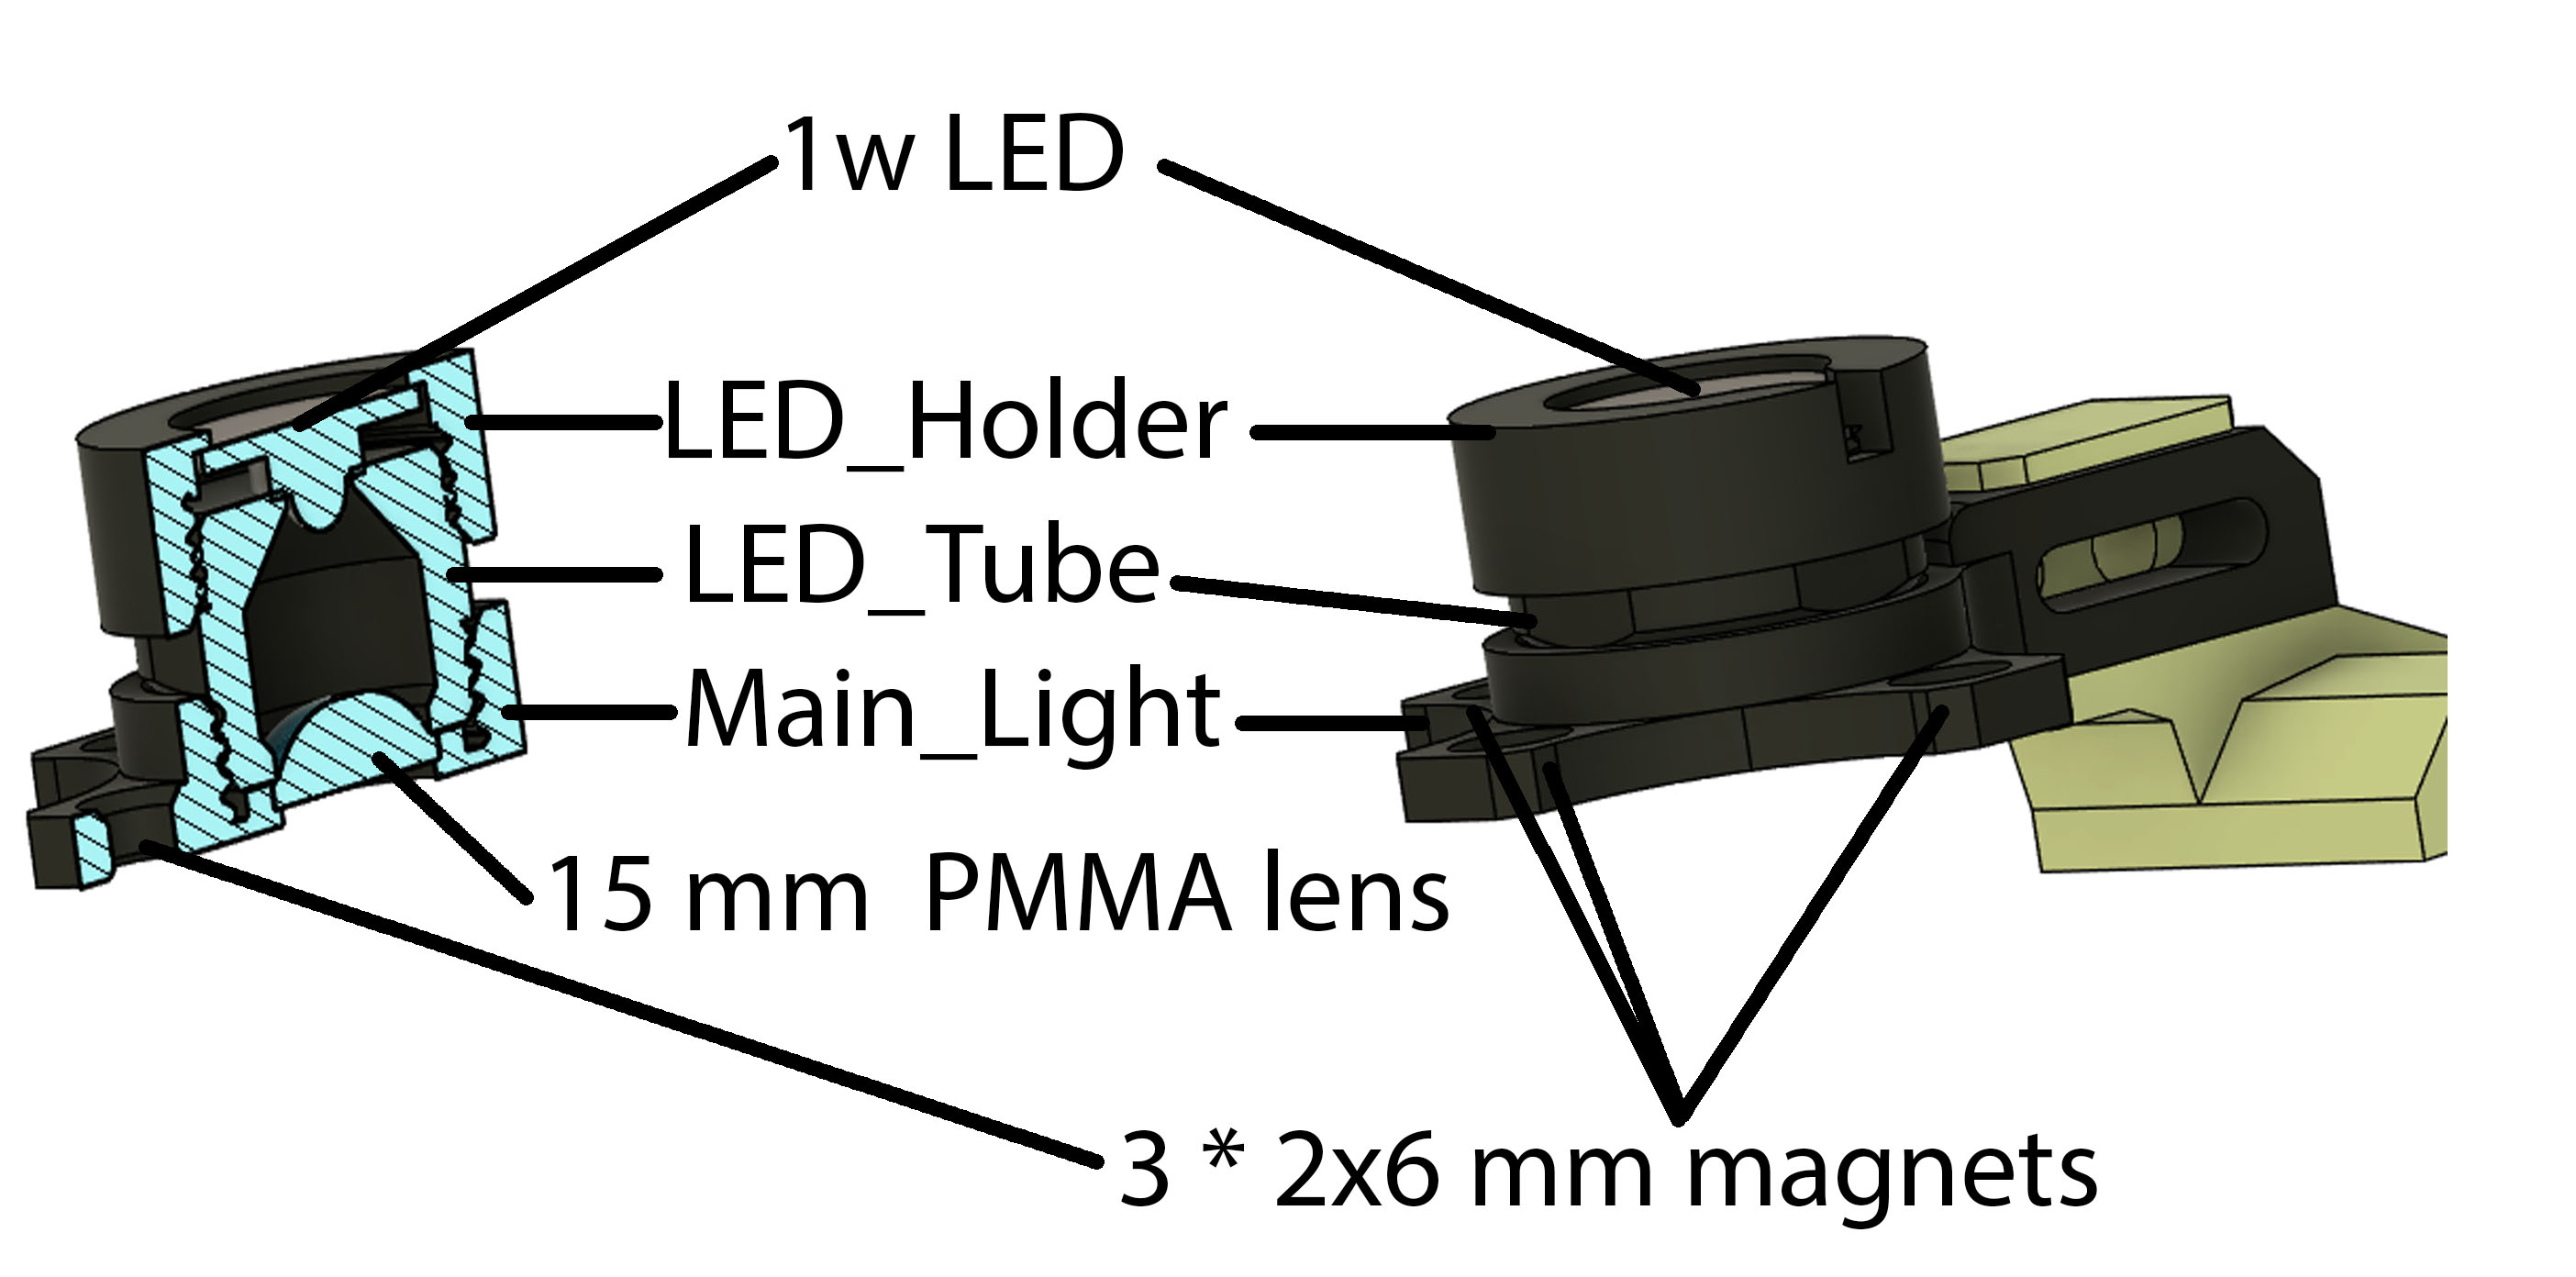 1w LED
LED_Holder
LED_Tube
Main_Light
15 mm  PMMA lens
3 * 2x6 mm magnets